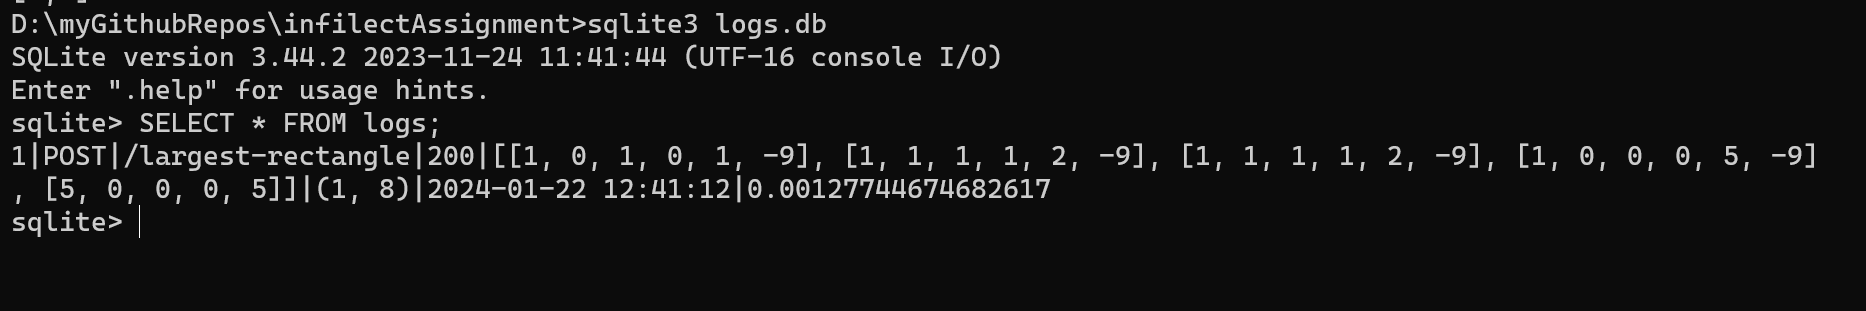 D:\myGithubRepos\infilectAssignment>sqlite3 logs.db
SQLite version 3.44.2 2023-11-24 11:41:44 (UTF-16 console I/O)
Enter ".help" for usage hints.
sqlite> SELECT * FROM logs;
1|POST|/largest-rectangle|200|[[1, 0, 1, 0, 1, -9], [1, 1, 1, 1, 2, -9], [1, 1, 1, 1, 2, -9], [1, 0, 0, 0, 5, -9]
, [5, 0, 0, 0, 5]]|(1, 8)|2024-01-22 12:41:12|0.00127744674682617
sqlite>